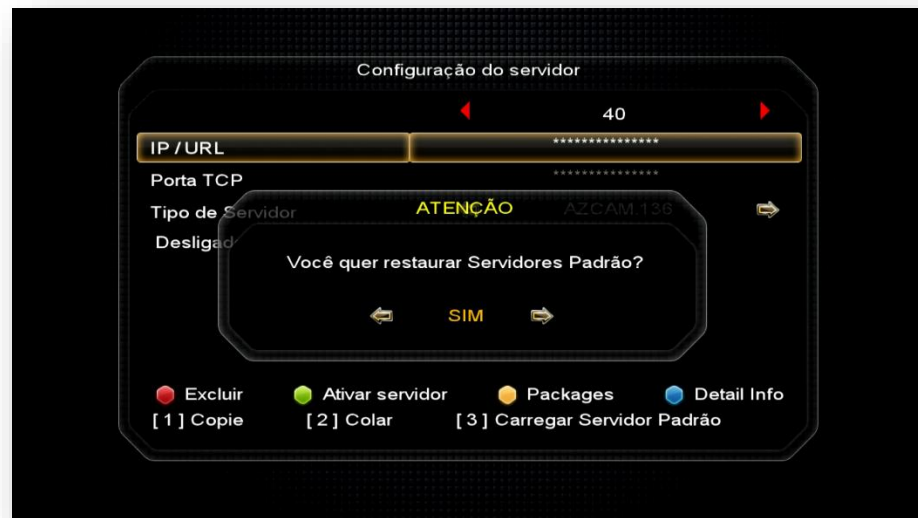 Configuração do servidor
40
IP / URL ***************
Porta TCP ***************
Tipo de Servidor AZCAM.136
Desligad
ATENÇÃO
Você quer restaurar Servidores Padrão?
SIM
Excluir Ativar servidor Packages Detail Info
[ 1 ] Copie [ 2 ] Colar [ 3 ] Carregar Servidor Padrão